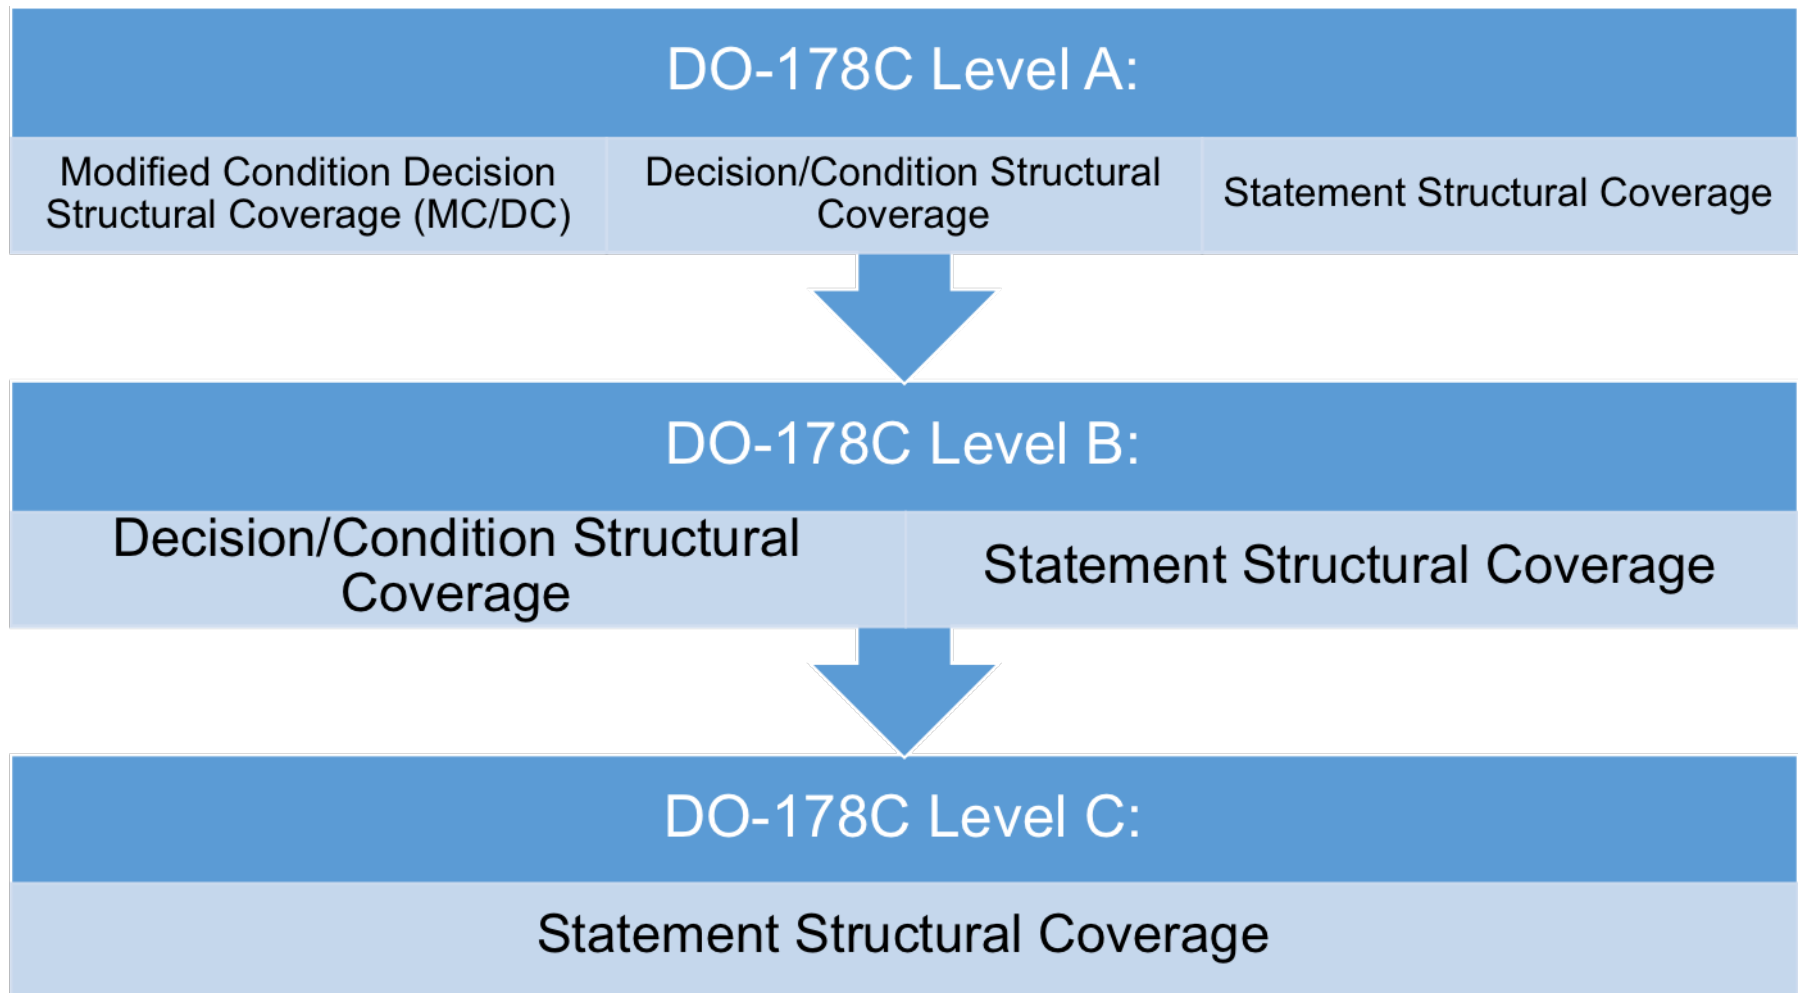 DO-178C Level A:
Modified Condition Decision
Structural Coverage (MC/DC)
Decision/Condition Structural
Coverage
Statement Structural Coverage
DO-178C Level B:
Decision/Condition Structural
Coverage
Statement Structural Coverage
DO-178C Level C:
Statement Structural Coverage